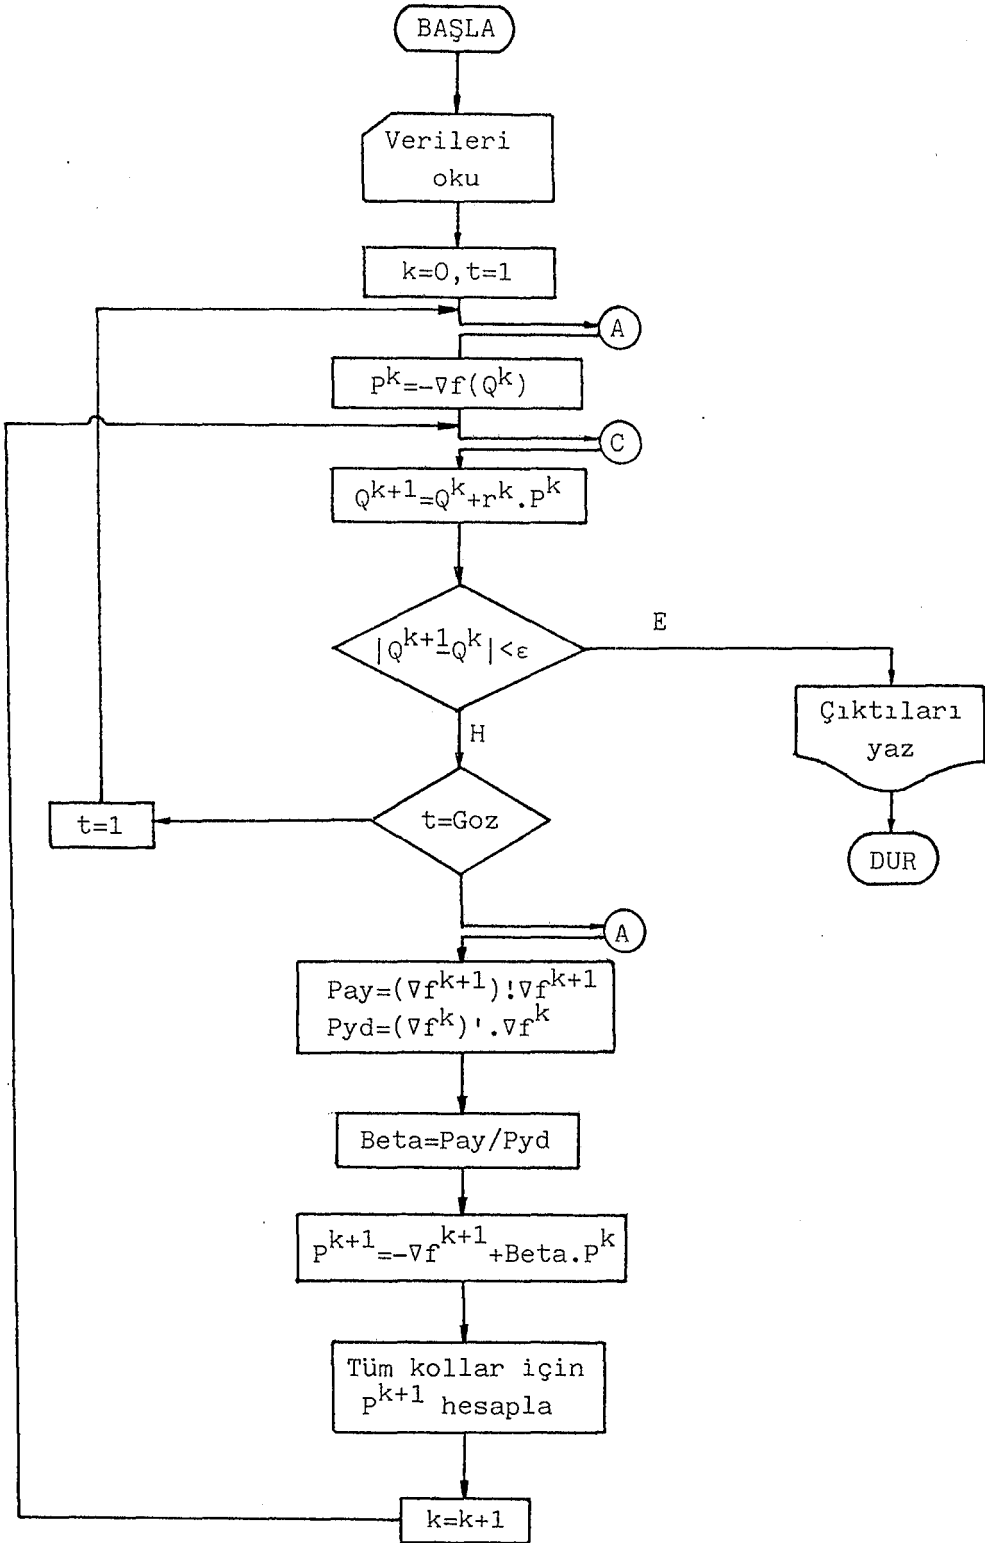 BAŞLA
Verileri
oku
k=0,t=1
A
P^k=-∇f(Q^k)
C
Q^k+1=Q^k+r^k.P^k
|Q^k+1-Q^k|<ε
E
Çıktıları
yaz
H
t=1
t=Goz
DUR
A
Pay=(∇f^k+1)!∇f^k+1
Pyd=(∇f^k)'.∇f^k
Beta=Pay/Pyd
P^k+1=-∇f^k+1+Beta.P^k
Tüm kollar için
P^k+1 hesapla
k=k+1